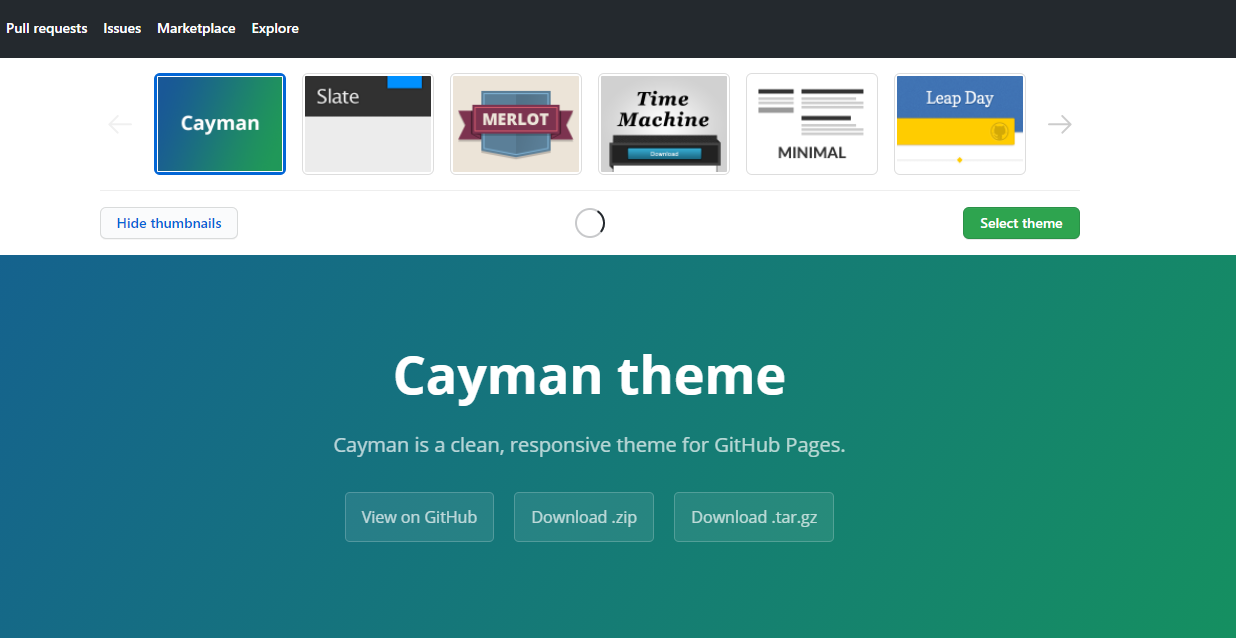 Pull requests Issues Marketplace Explore
Cayman
Slate
MERLOT
Time
Machine
Download
MINIMAL
Leap Day
Hide thumbnails
Select theme
Cayman theme
Cayman is a clean, responsive theme for GitHub Pages.
View on GitHub
Download .zip
Download .tar.gz